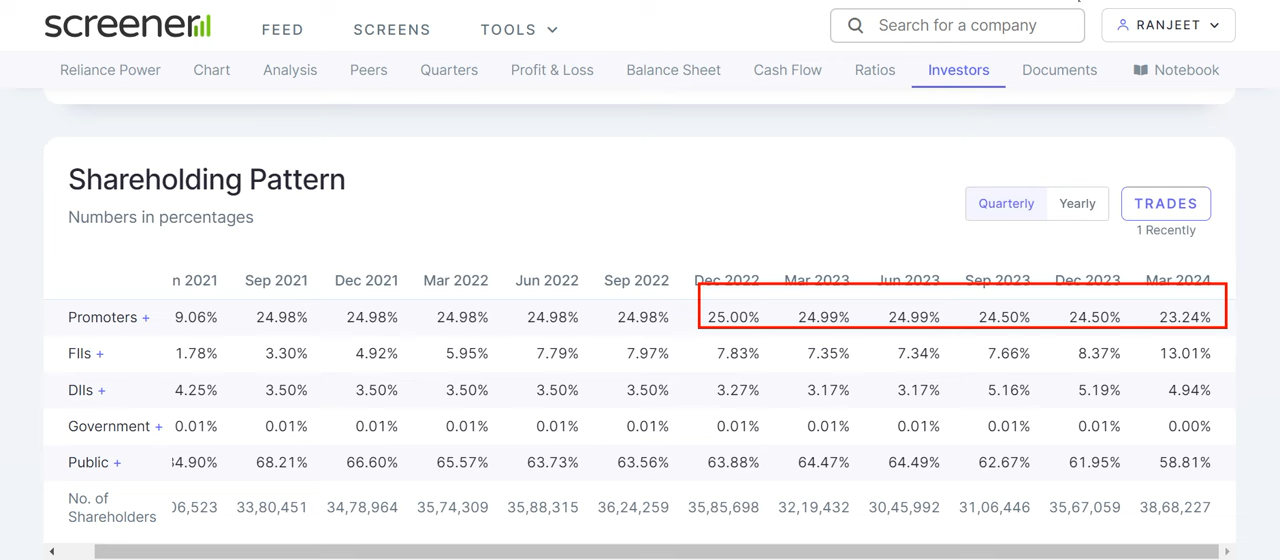 screener
FEED SCREENS TOOLS
Search for a company
RANJEET
Reliance Power Chart Analysis Peers Quarters Profit & Loss Balance Sheet Cash Flow Ratios Investors Documents Notebook
Shareholding Pattern
Numbers in percentages
Quarterly Yearly
TRADES
1 Recently
n 2021 Sep 2021 Dec 2021 Mar 2022 Jun 2022 Sep 2022 Dec 2022 Mar 2023 Jun 2023 Sep 2023 Dec 2023 Mar 2024
Promoters + 9.06% 24.98% 24.98% 24.98% 24.98% 24.98% 25.00% 24.99% 24.99% 24.50% 24.50% 23.24%
FIIs + 1.78% 3.30% 4.92% 5.95% 7.79% 7.97% 7.83% 7.35% 7.34% 7.66% 8.37% 13.01%
DIIs + 4.25% 3.50% 3.50% 3.50% 3.50% 3.50% 3.27% 3.17% 3.17% 5.16% 5.19% 4.94%
Government + 0.01% 0.01% 0.01% 0.01% 0.01% 0.01% 0.01% 0.01% 0.01% 0.01% 0.01% 0.00%
Public + 34.90% 68.21% 66.60% 65.57% 63.73% 63.56% 63.88% 64.47% 64.49% 62.67% 61.95% 58.81%
No. of
Shareholders 06,523 33,80,451 34,78,964 35,74,309 35,88,315 36,24,259 35,85,698 32,19,432 30,45,992 31,06,446 35,67,059 38,68,227